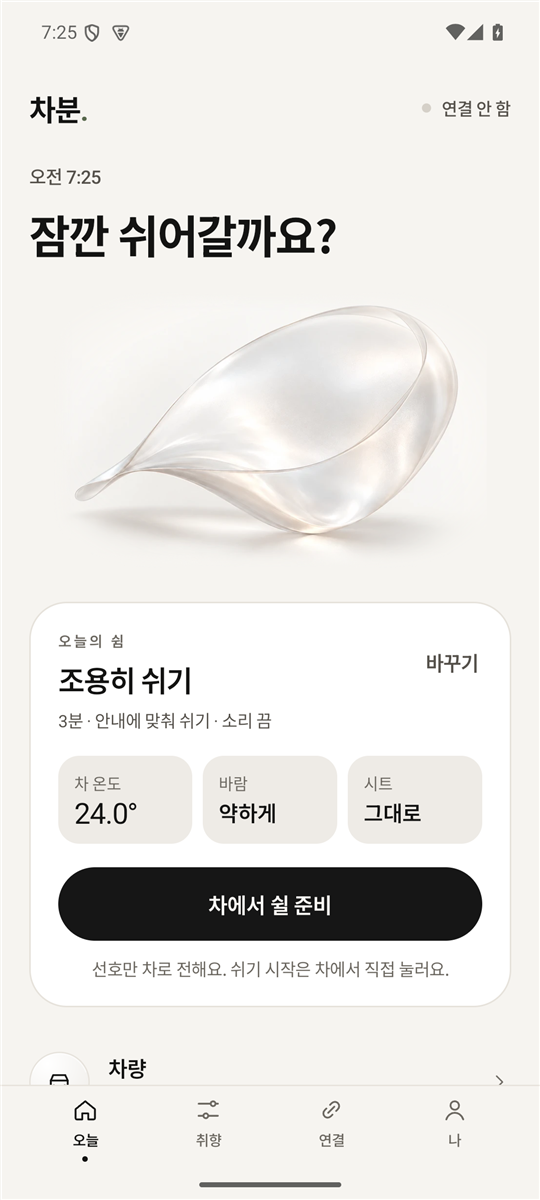 7:25
차분.
연결 안 함
오전 7:25
잠깐 쉬어갈까요?
오늘의 쉼
조용히 쉬기
바꾸기
3분 · 안내에 맞춰 쉬기 · 소리 끔
차 온도
24.0°
바람
약하게
시트
그대로
차에서 쉴 준비
선호만 차로 전해요. 쉬기 시작은 차에서 직접 눌러요.
차량
오늘
취향
연결
나